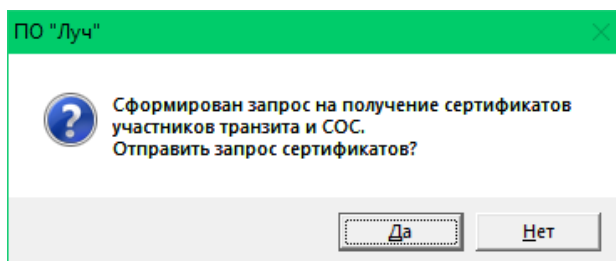 ПО "Луч"
Сформирован запрос на получение сертификатов
участников транзита и СОС.
Отправить запрос сертификатов?
Да
Нет